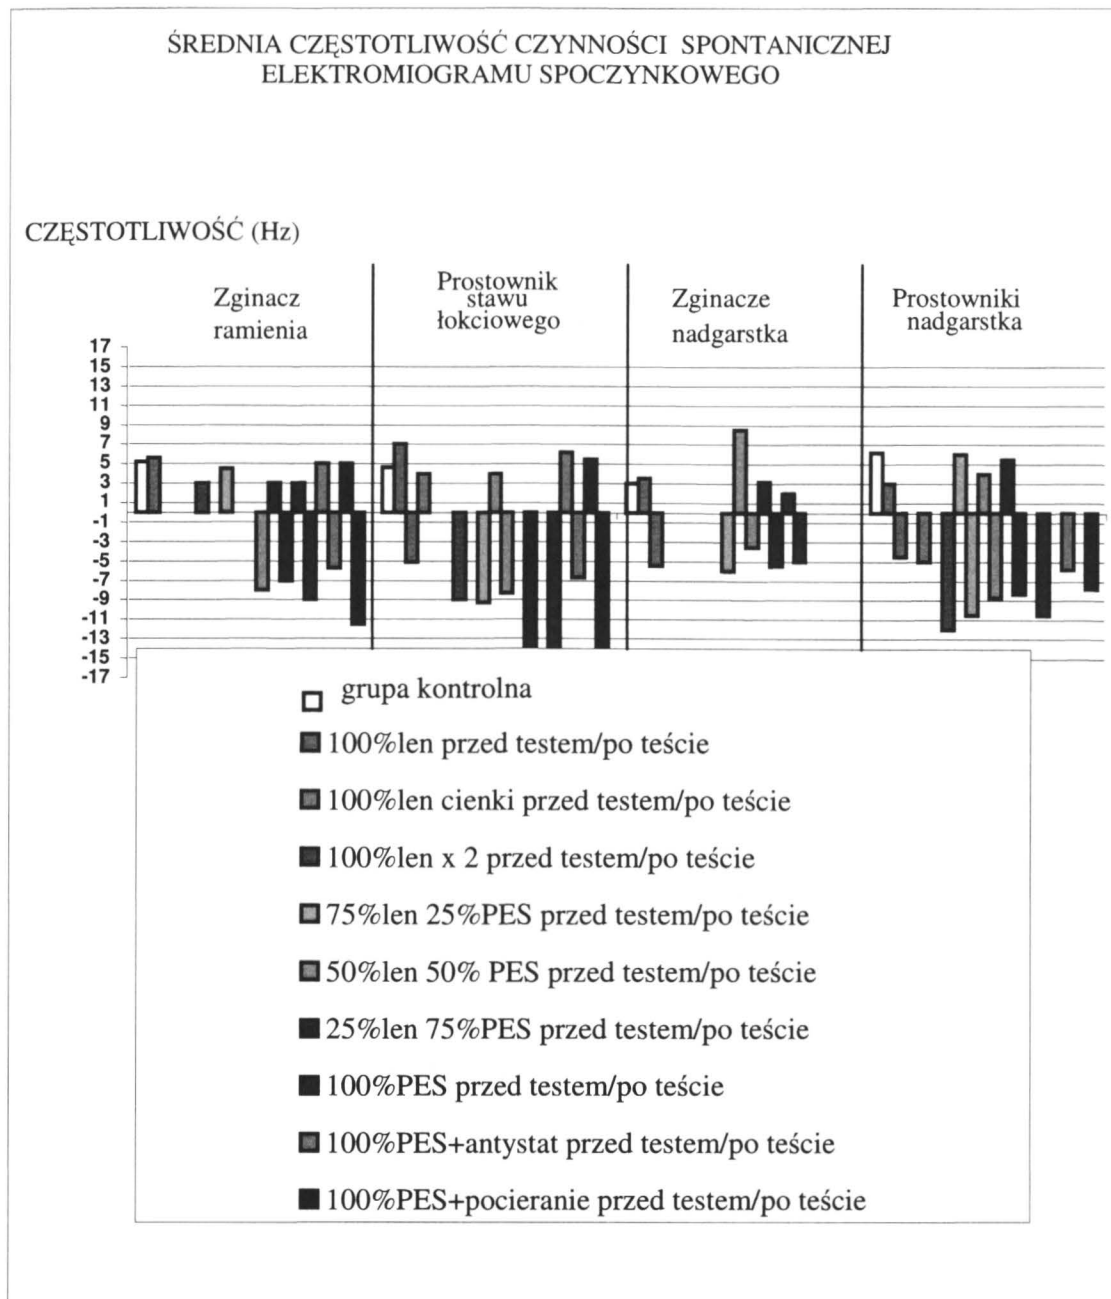 ŚREDNIA CZĘSTOTLIWOŚĆ CZYNNOŚCI SPONTANICZNEJ
ELEKTROMIOGRAMU SPOCZYNKOWEGO
CZĘSTOTLIWOŚĆ (Hz)
Zginacz
ramienia
Prostownik
stawu
łokciowego
Zginacze
nadgarstka
Prostowniki
nadgarstka
17
15
13
11
9
7
5
3
1
-1
-3
-5
-7
-9
-11
-13
-15
-17
grupa kontrolna
100%len przed testem/po teście
100%len cienki przed testem/po teście
100%len x 2 przed testem/po teście
75%len 25%PES przed testem/po teście
50%len 50% PES przed testem/po teście
25%len 75%PES przed testem/po teście
100%PES przed testem/po teście
100%PES+antystat przed testem/po teście
100%PES+pocieranie przed testem/po teście